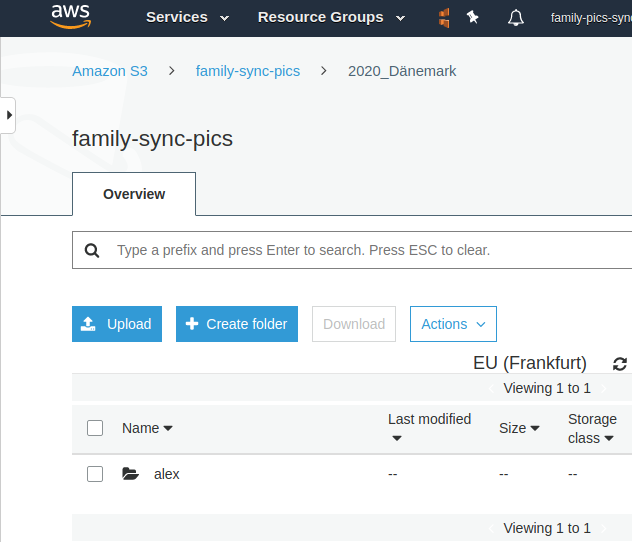 aws Services Resource Groups family-pics-sync
Amazon S3 family-sync-pics 2020_Dänemark
family-sync-pics
Overview
Type a prefix and press Enter to search. Press ESC to clear.
Upload Create folder Download Actions
EU (Frankfurt)
Viewing 1 to 1
Name Last modified Size Storage class
alex -- -- --
Viewing 1 to 1